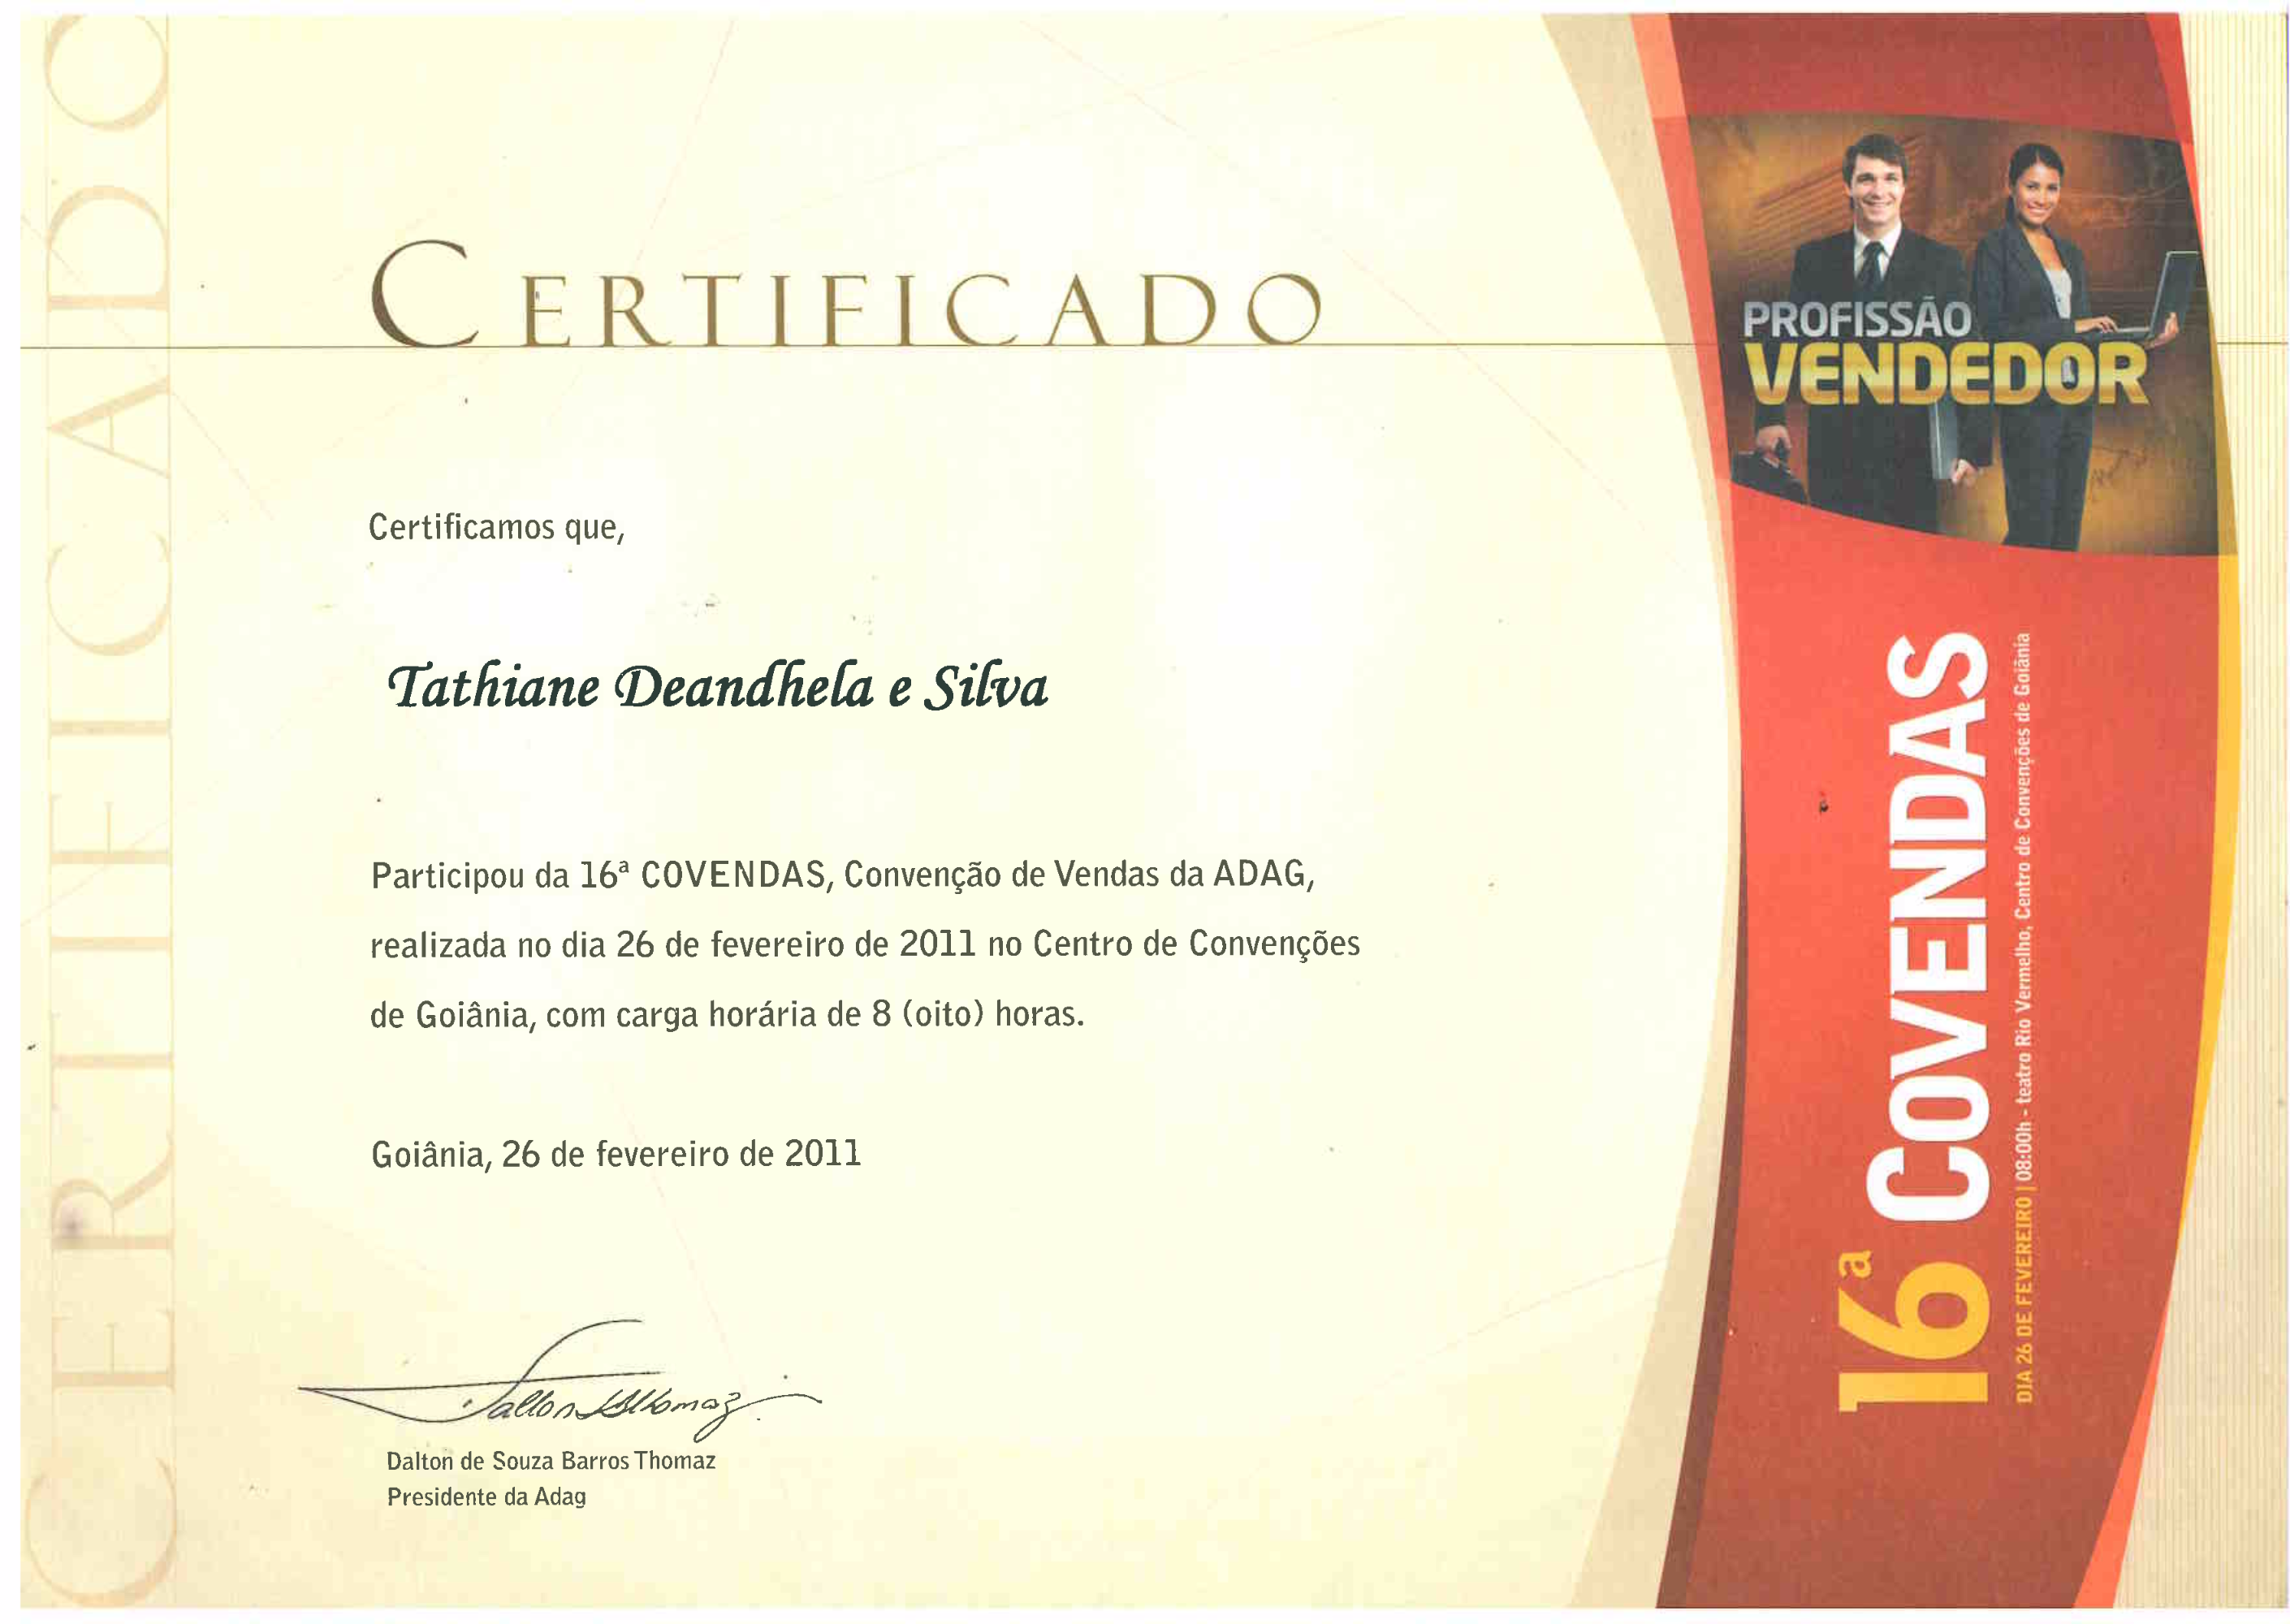 CERTIFICADO
CERTIFICADO
Certificamos que,
Tathiane Deandhela e Silva
Participou da 16ª COVENDAS, Convenção de Vendas da ADAG,
realizada no dia 26 de fevereiro de 2011 no Centro de Convenções
de Goiânia, com carga horária de 8 (oito) horas.
Goiânia, 26 de fevereiro de 2011
Dalton de Souza Barros Thomaz
Presidente da Adag
PROFISSÃO
VENDEDOR
16ª COVENDAS
DIA 26 DE FEVEREIRO | 08:00h - teatro Rio Vermelho, Centro de Convenções de Goiânia